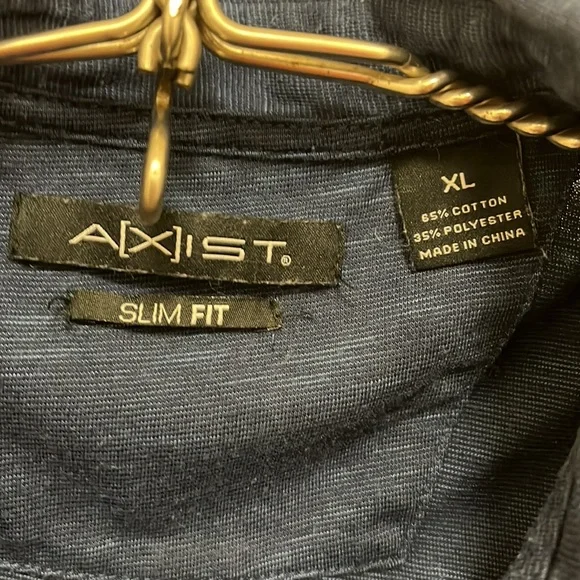 A[X]IST®
SLIM FIT
XL
65% COTTON
35% POLYESTER
MADE IN CHINA